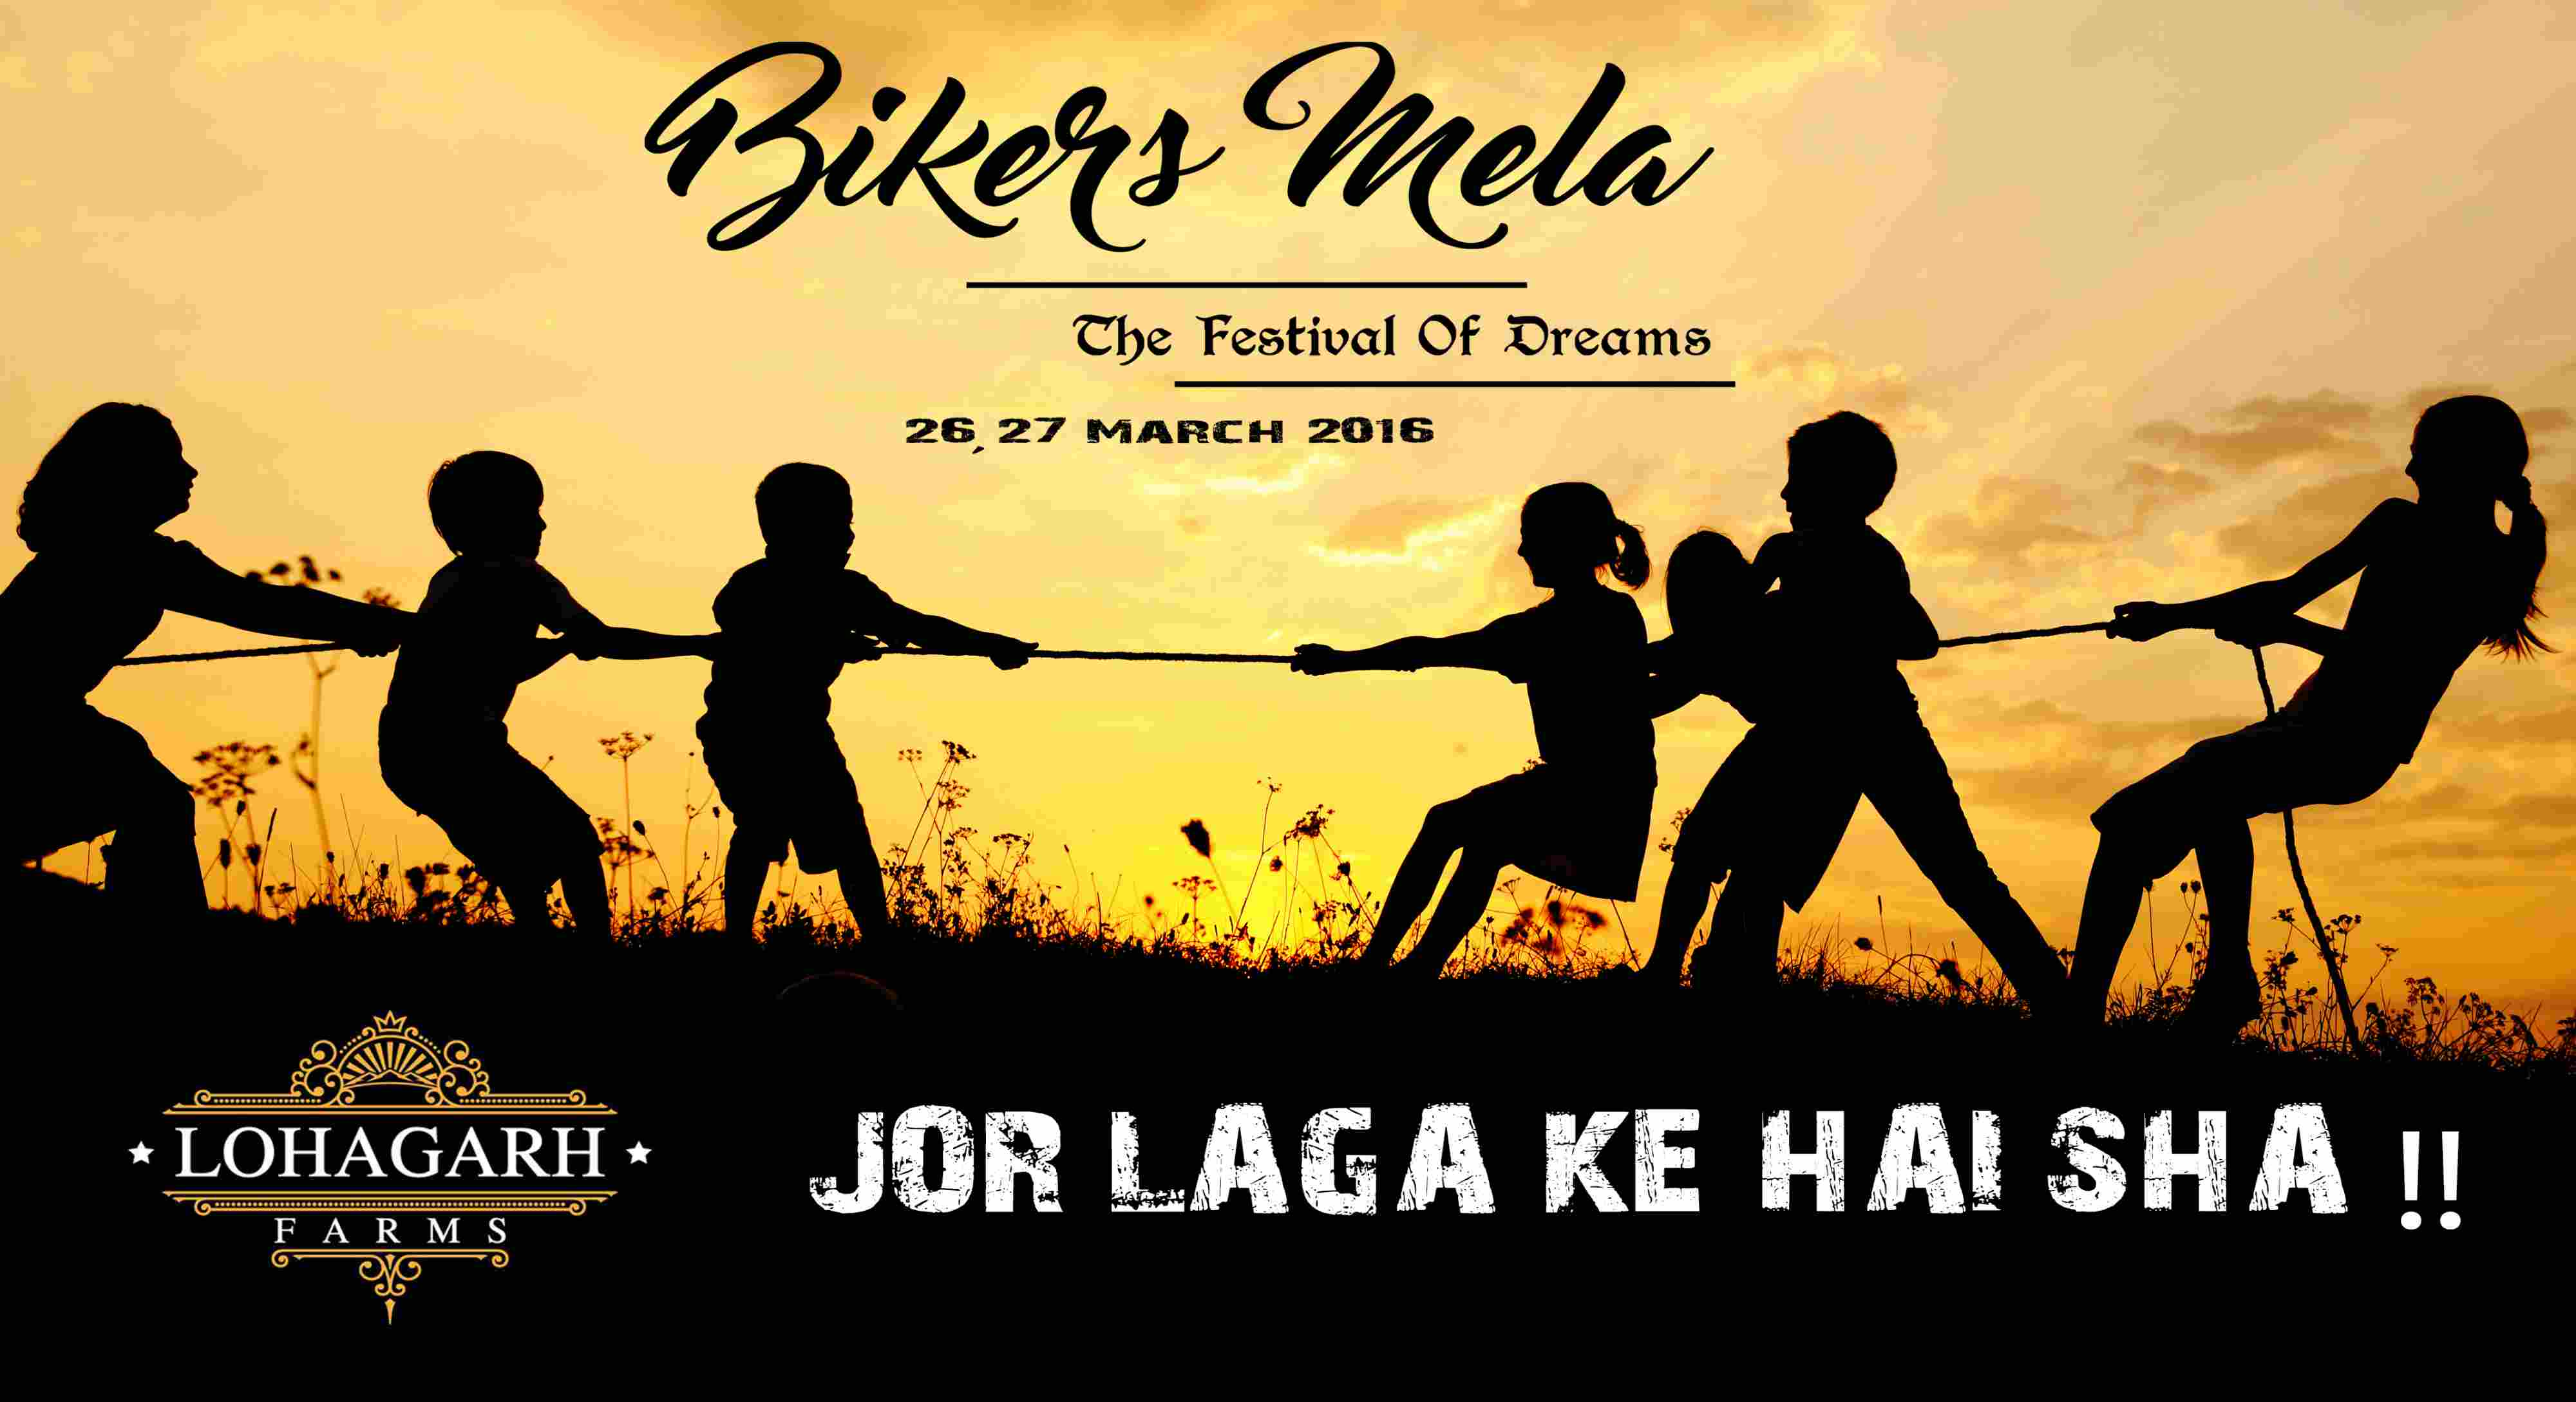 Bikers Mela
The Festival Of Dreams
26, 27 MARCH 2016
LOHAGARH
FARMS
JOR LAGA KE HAI SHA !!